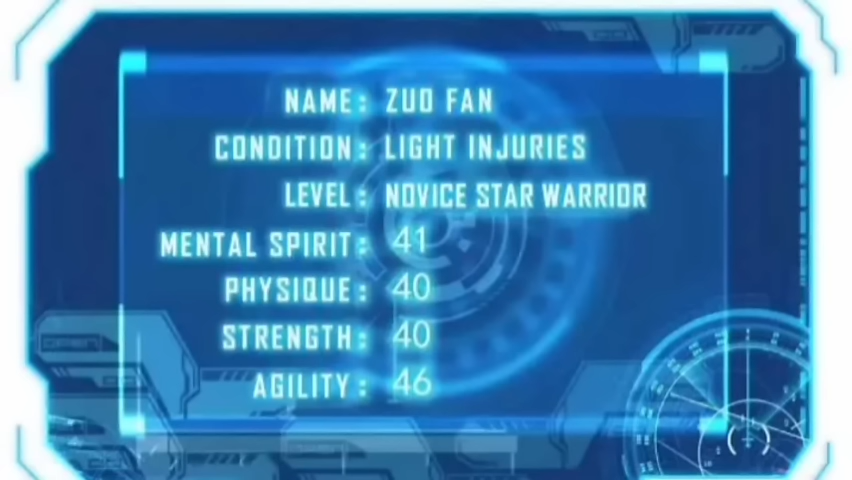 NAME: ZUO FAN
CONDITION: LIGHT INJURIES
LEVEL: NOVICE STAR WARRIOR
MENTAL SPIRIT: 41
PHYSIQUE: 40
STRENGTH: 40
AGILITY: 46
OPEN